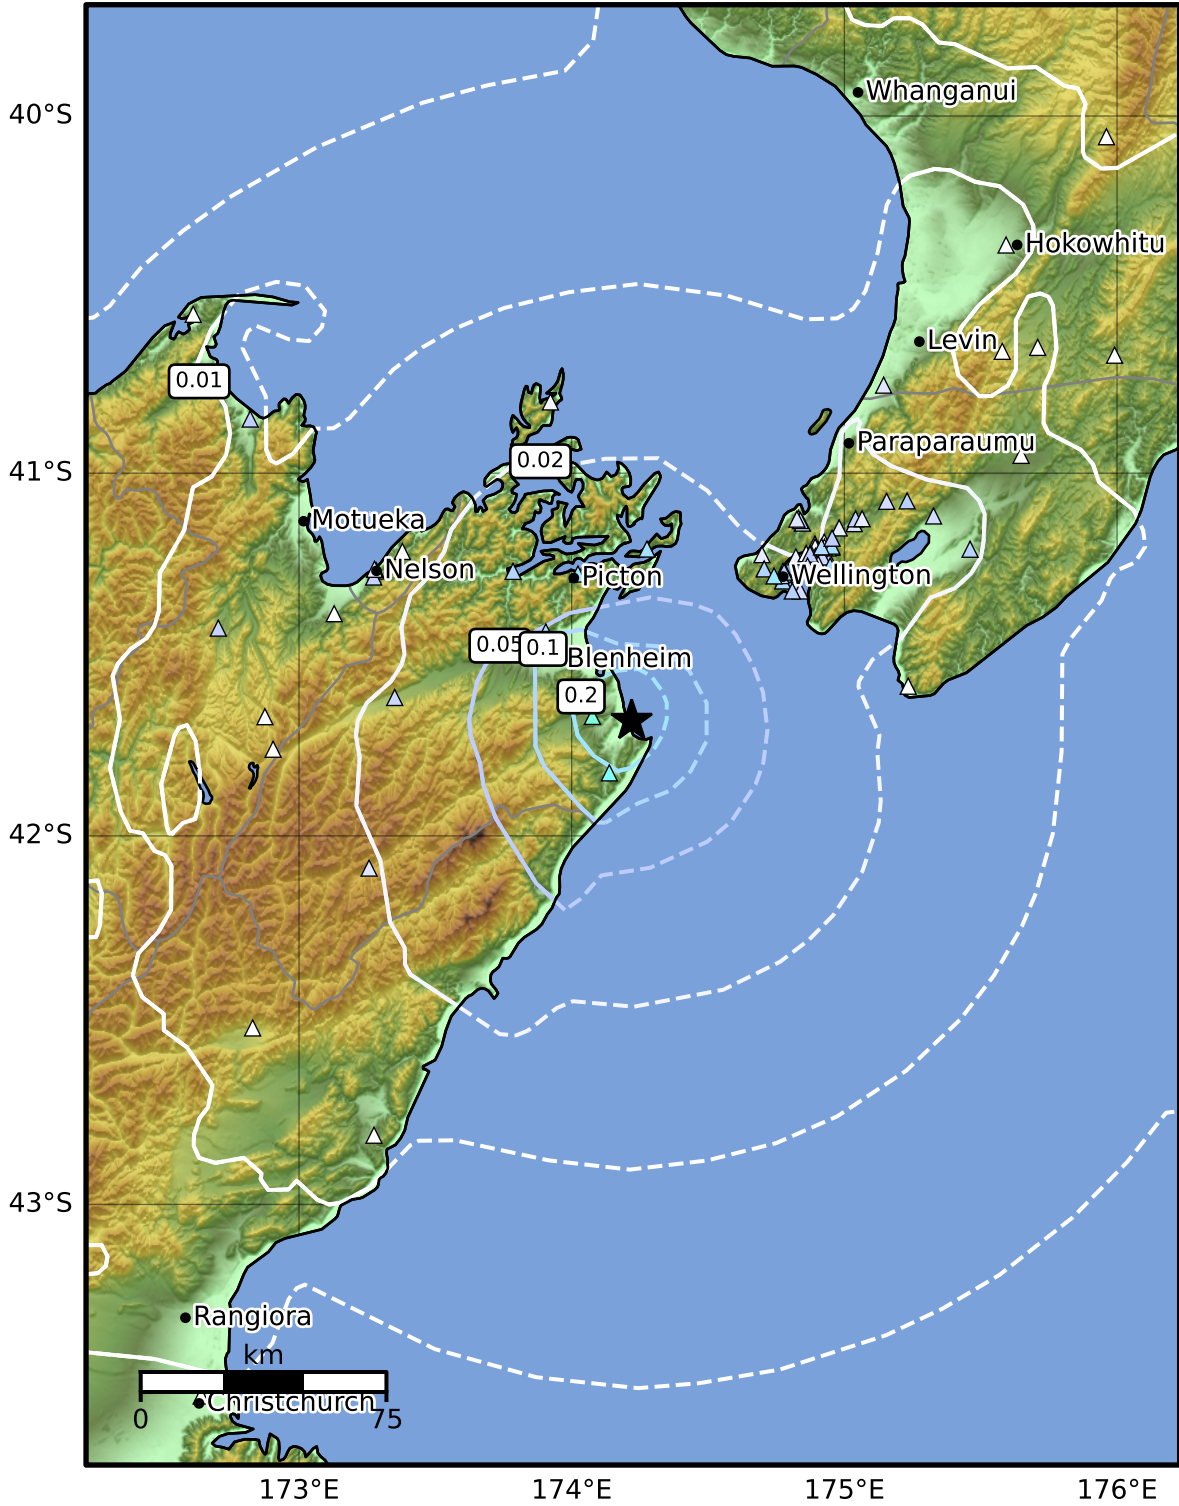 40°S
Whanganui
Hokowhitu
Levin
0.01
Paraparaumu
41°S
0.02
Motueka
Nelson
Picton
Wellington
0.05
0.1
Blenheim
0.2
42°S
43°S
Rangiora
km
Christchurch
0
75
173°E
174°E
175°E
176°E